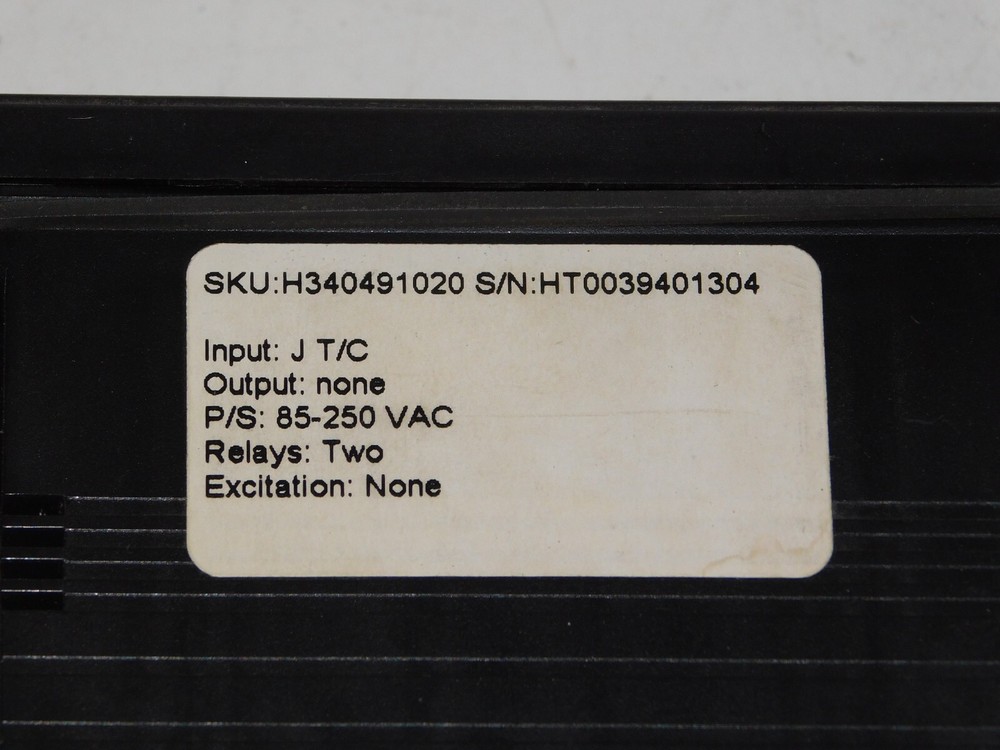 SKU:H340491020 S/N:HT0039401304
Input: J T/C
Output: none
P/S: 85-250 VAC
Relays: Two
Excitation: None